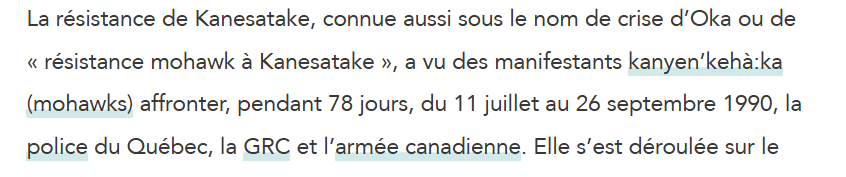 La résistance de Kanesatake, connue aussi sous le nom de crise d’Oka ou de
« résistance mohawk à Kanesatake », a vu des manifestants kanyen’kehà:ka
(mohawks) affronter, pendant 78 jours, du 11 juillet au 26 septembre 1990, la
police du Québec, la GRC et l’armée canadienne. Elle s’est déroulée sur le